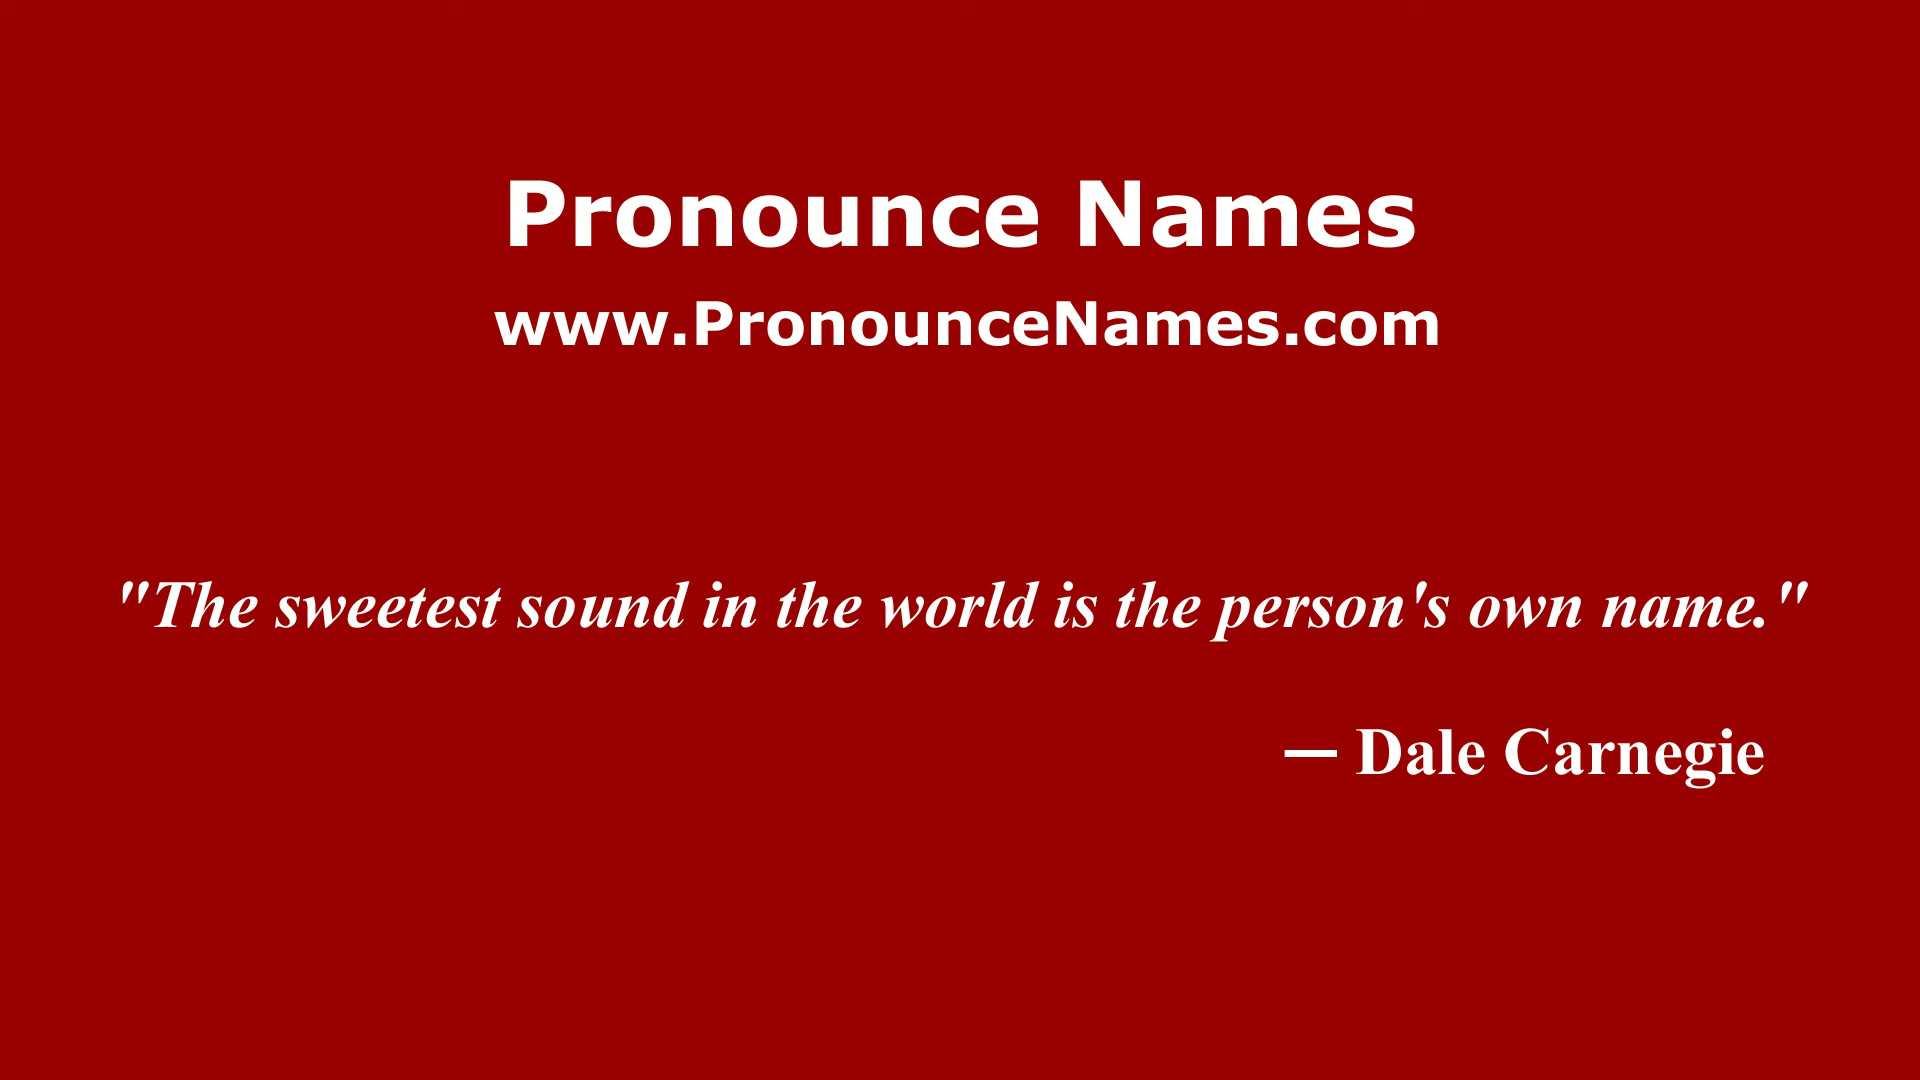 Pronounce Names
www.PronounceNames.com
"The sweetest sound in the world is the person's own name."
— Dale Carnegie